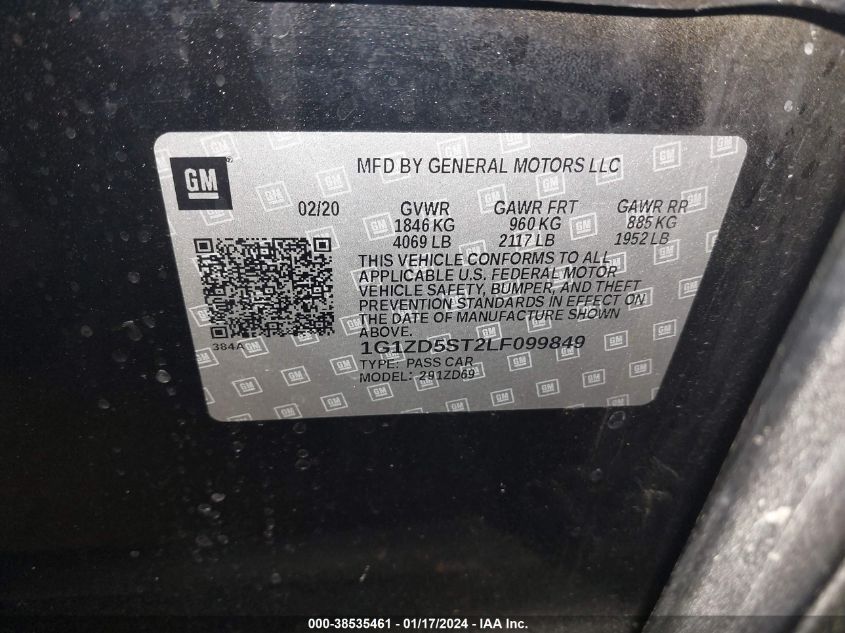 GM
MFD BY GENERAL MOTORS LLC
02/20 GVWR GAWR FRT GAWR RR
1846 KG 960 KG 885 KG
4069 LB 2117 LB 1952 LB
THIS VEHICLE CONFORMS TO ALL
APPLICABLE U.S. FEDERAL MOTOR
VEHICLE SAFETY, BUMPER, AND THEFT
PREVENTION STANDARDS IN EFFECT ON
THE DATE OF MANUFACTURE SHOWN
ABOVE.
384A
1G1ZD5ST2LF099849
TYPE: PASS CAR
MODEL: 291ZD69
000-38535461 - 01/17/2024 - IAA Inc.